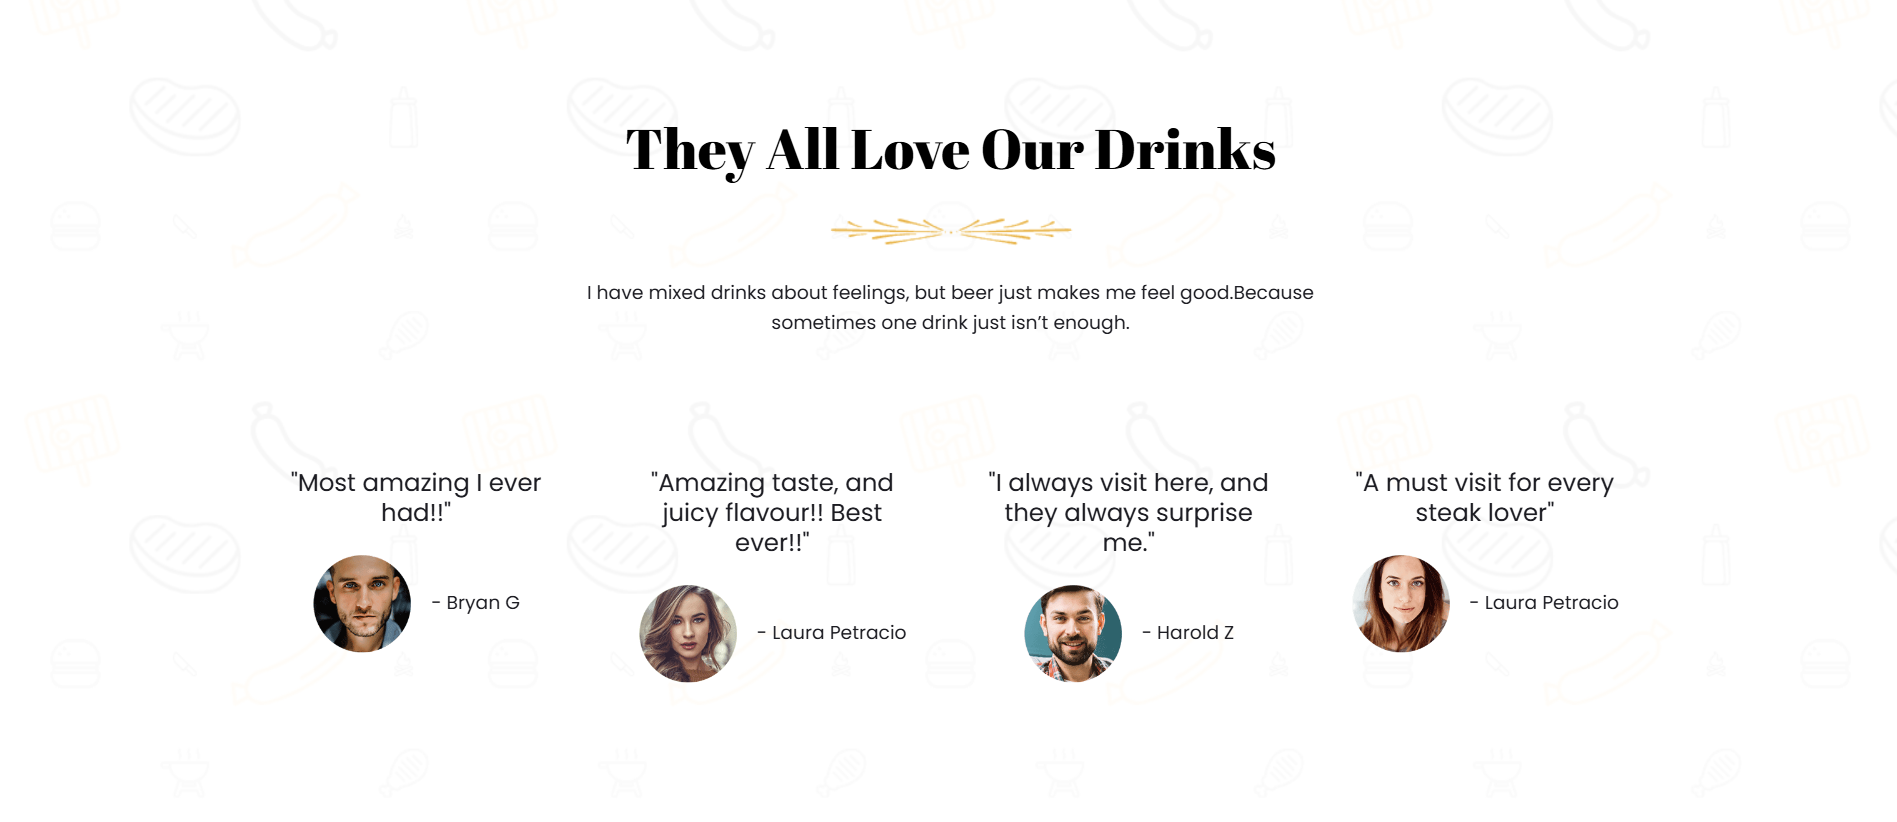 They All Love Our Drinks
I have mixed drinks about feelings, but beer just makes me feel good.Because
sometimes one drink just isn’t enough.
"Most amazing I ever
had!!"
- Bryan G
"Amazing taste, and
juicy flavour!! Best
ever!!"
- Laura Petracio
"I always visit here, and
they always surprise
me."
- Harold Z
"A must visit for every
steak lover"
- Laura Petracio